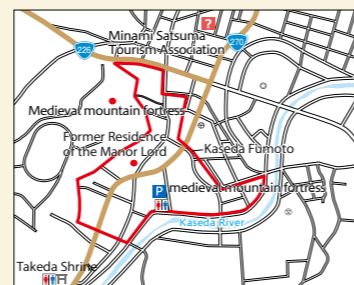 ?
Minami Satsuma
Tourism Association
226
270
Medieval mountain fortress
Former Residence
of the Manor Lord
Kaseda Fumoto
P
medieval mountain fortress
Kaseda River
Takeda Shrine